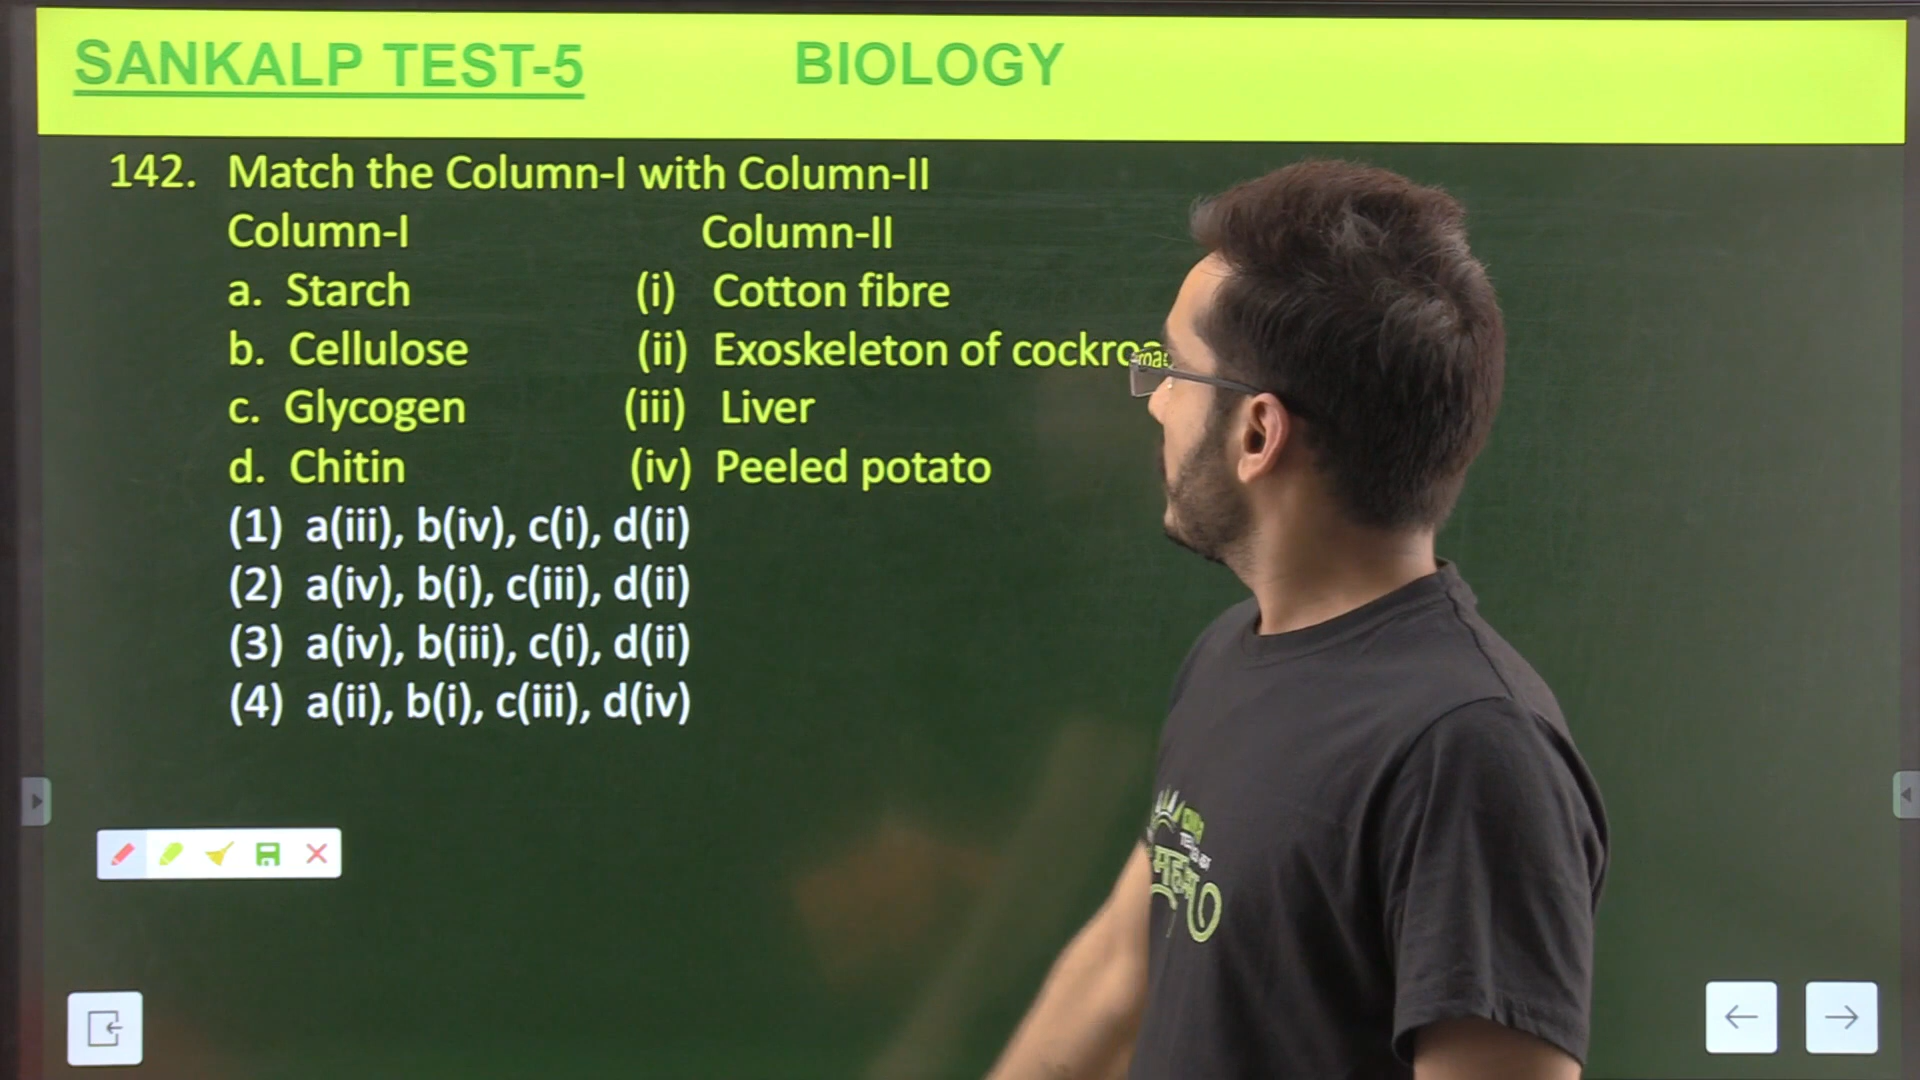 SANKALP TEST-5 BIOLOGY
142. Match the Column-I with Column-II
Column-I Column-II
a. Starch (i) Cotton fibre
b. Cellulose (ii) Exoskeleton of
c. Glycogen (iii) Liver
d. Chitin (iv) Peeled potato
(1) a(iii), b(iv), c(i), d(ii)
(2) a(iv), b(i), c(iii), d(ii)
(3) a(iv), b(iii), c(i), d(ii)
(4) a(ii), b(i), c(iii), d(iv)